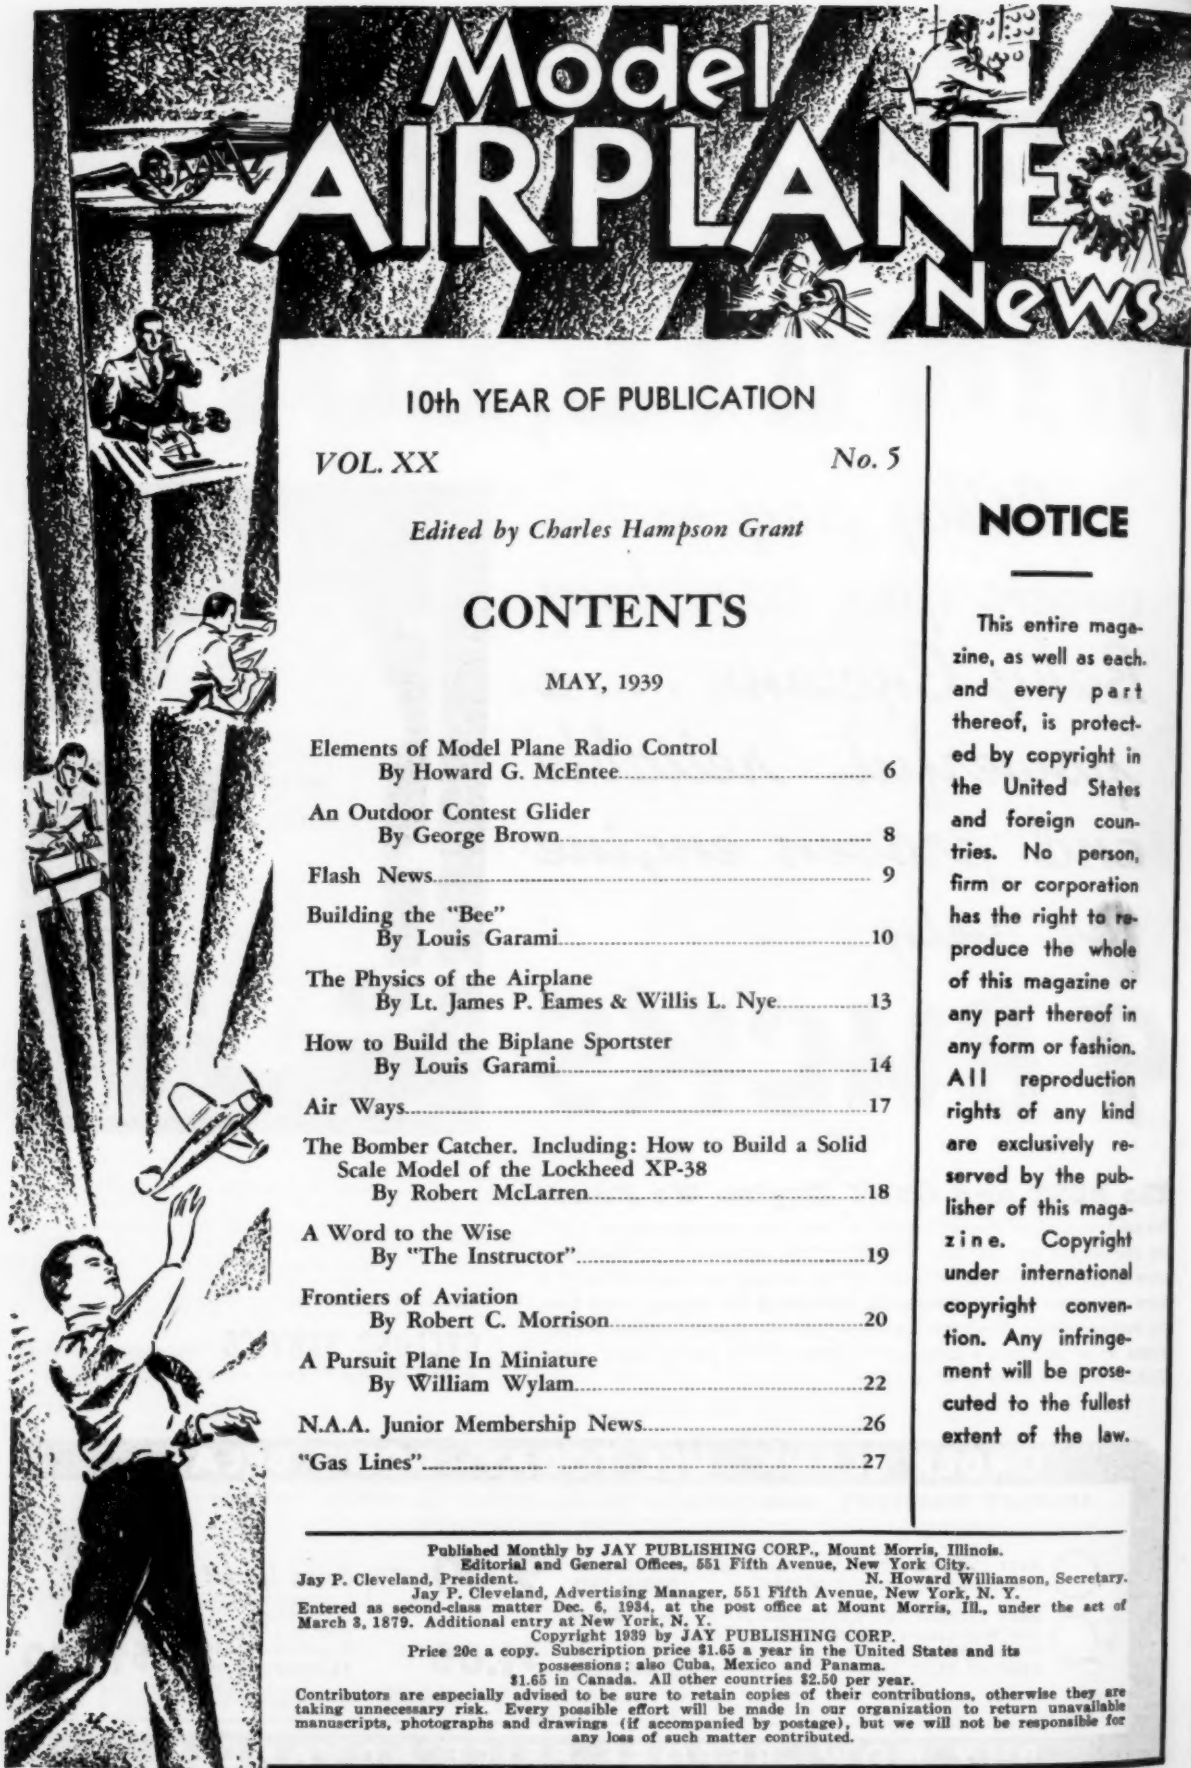 Model
AIRPLANE
News
10th YEAR OF PUBLICATION
VOL. XX No. 5
Edited by Charles Hampson Grant
CONTENTS
MAY, 1939
Elements of Model Plane Radio Control
By Howard G. McEntee 6
An Outdoor Contest Glider
By George Brown 8
Flash News 9
Building the "Bee"
By Louis Garami 10
The Physics of the Airplane
By Lt. James P. Eames & Willis L. Nye 13
How to Build the Biplane Sportster
By Louis Garami 14
Air Ways 17
The Bomber Catcher. Including: How to Build a Solid
Scale Model of the Lockheed XP-38
By Robert McLarren 18
A Word to the Wise
By "The Instructor" 19
Frontiers of Aviation
By Robert C. Morrison 20
A Pursuit Plane In Miniature
By William Wylam 22
N.A.A. Junior Membership News 26
"Gas Lines" 27
NOTICE
This entire maga-
zine, as well as each
and every part
thereof, is protect-
ed by copyright in
the United States
and foreign coun-
tries. No person,
firm or corporation
has the right to re-
produce the whole
of this magazine or
any part thereof in
any form or fashion.
All reproduction
rights of any kind
are exclusively re-
served by the pub-
lisher of this maga-
zine. Copyright
under international
copyright conven-
tion. Any infringe-
ment will be prose-
cuted to the fullest
extent of the law.
Published Monthly by JAY PUBLISHING CORP., Mount Morris, Illinois.
Editorial and General Offices, 551 Fifth Avenue, New York City.
Jay P. Cleveland, President. N. Howard Williamson, Secretary.
Jay P. Cleveland, Advertising Manager, 551 Fifth Avenue, New York, N. Y.
Entered as second-class matter Dec. 6, 1934, at the post office at Mount Morris, Ill., under the act of
March 3, 1879. Additional entry at New York, N. Y.
Copyright 1939 by JAY PUBLISHING CORP.
Price 20c a copy. Subscription price $1.65 a year in the United States and its
possessions; also Cuba, Mexico and Panama.
$1.65 in Canada. All other countries $2.50 per year.
Contributors are especially advised to be sure to retain copies of their contributions, otherwise they are
taking unnecessary risk. Every possible effort will be made in our organization to return unavailable
manuscripts, photographs and drawings (if accompanied by postage), but we will not be responsible for
any loss of such matter contributed.